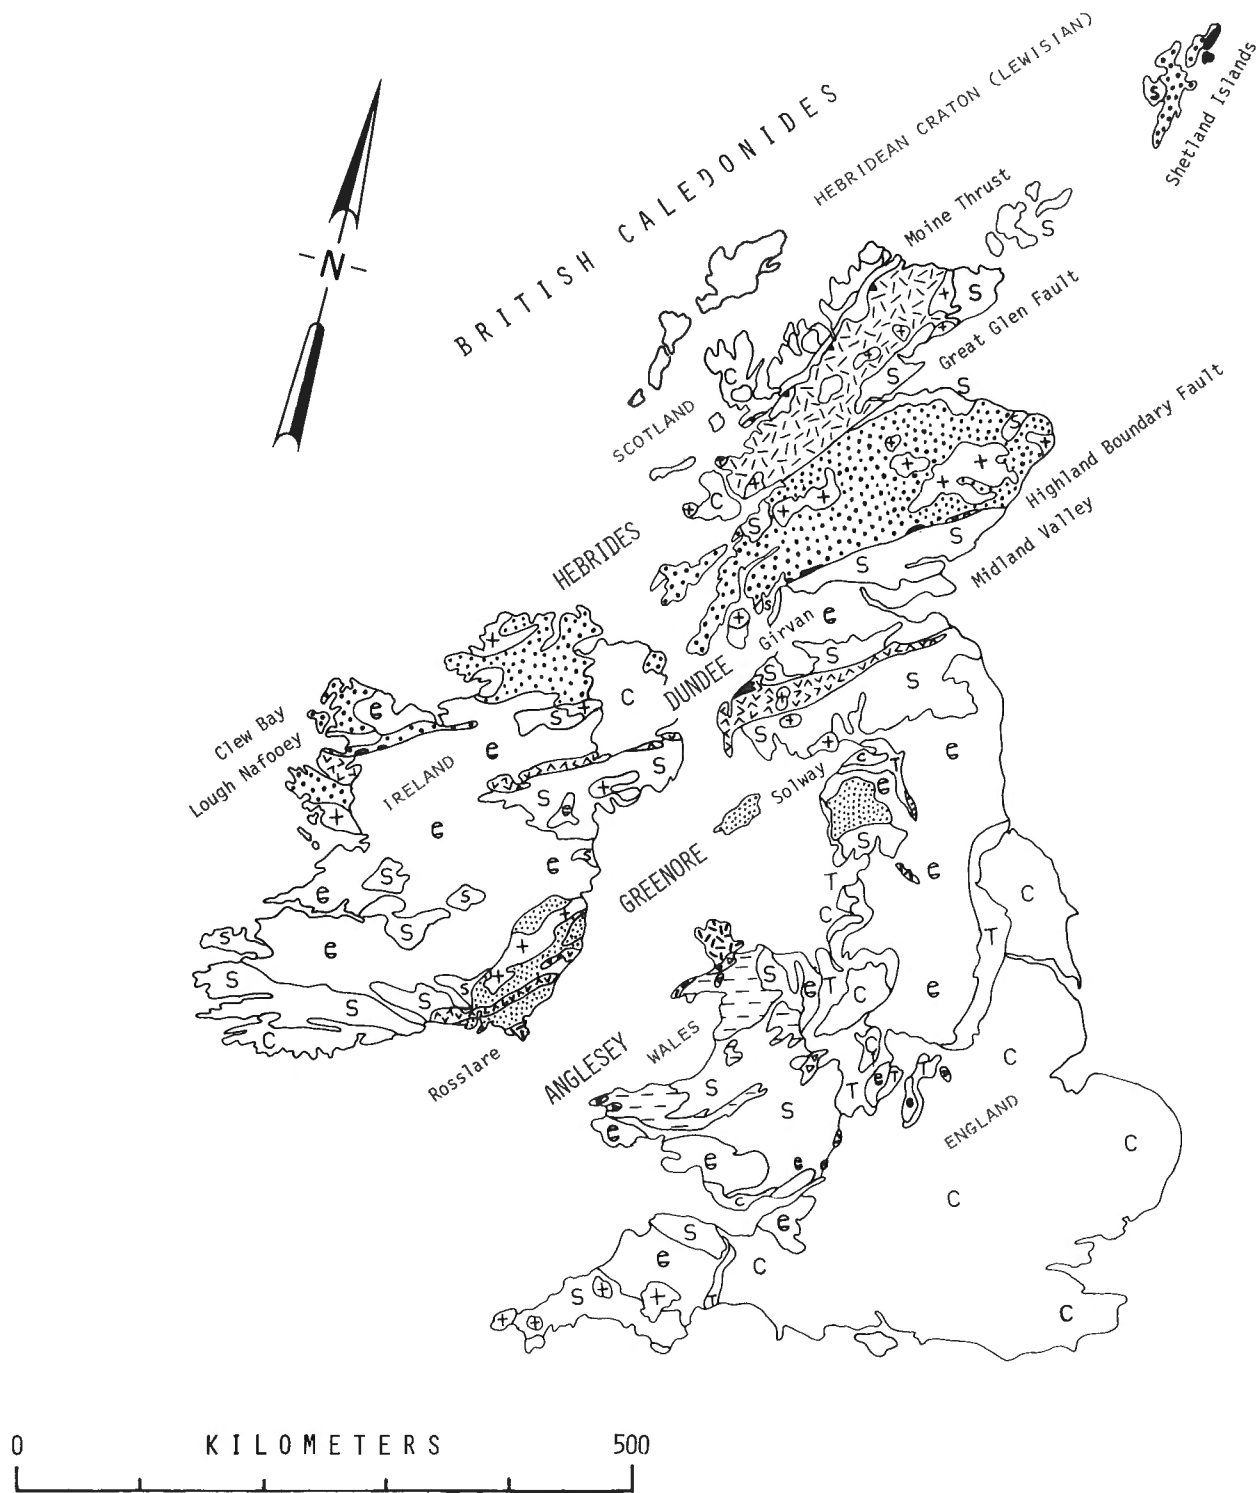 BRITISH CALEDONIDES
HEBRIDEAN CRATON (LEWISIAN)
Shetland Islands
S
N
Moine Thrust
S
S
Great Glen Fault
C
S
S
SCOTLAND
Highland Boundary Fault
S
C
S
S
S
Midland Valley
HEBRIDES
S
e
Girvan
S
S
DUNDEE
S
S
C
S
e
e
e
Clew Bay
Lough Nafooey
IRELAND
S
S
e
Solway
C
T
e
S
e
e
e
GREENORE
e
S
S
S
e
T
C
C
T
S
e
S
S
S
S
S
C
S
e
T
C
e
Rosslare
ANGLESEY
WALES
C
C
T
e
T
T
S
S
ENGLAND
e
e
e
C
C
C
e
S
e
C
S
T
C
0
KILOMETERS
500